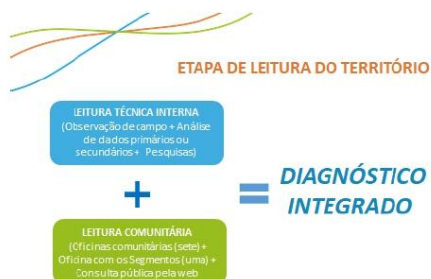 ETAPA DE LEITURA DO TERRITÓRIO
LEITURA TÉCNICA INTERNA
(Observação de campo + Análise
de dados primários ou
secundários + Pesquisas)
+
=
DIAGNÓSTICO
INTEGRADO
LEITURA COMUNITÁRIA
(Oficinas comunitárias (sete) +
Oficina com os Segmentos (uma) +
Consulta pública pela web